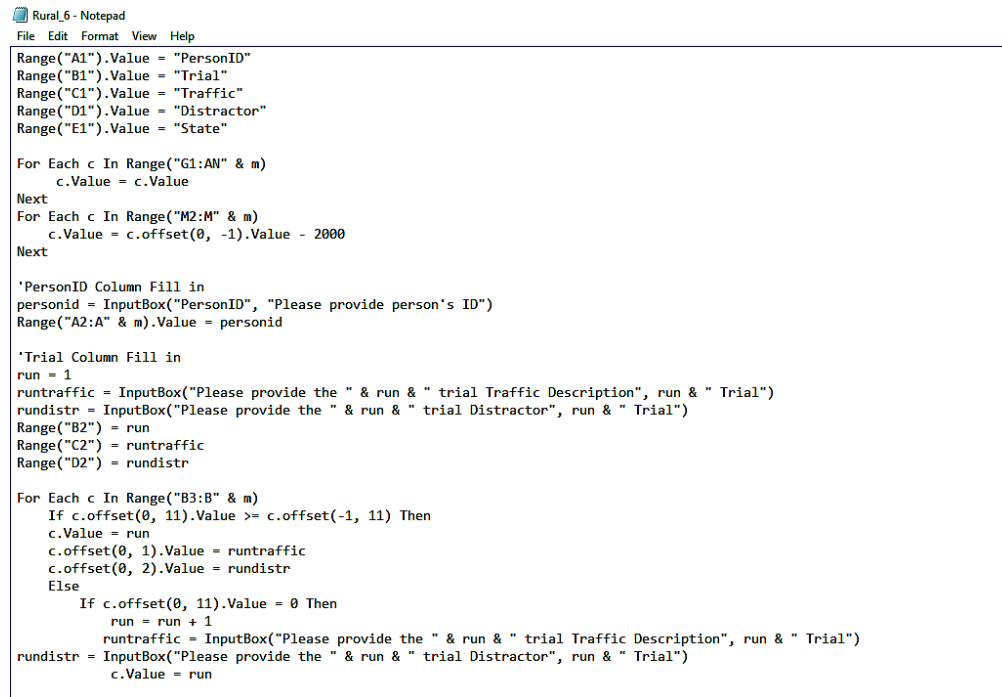 Rural_6 - Notepad
File Edit Format View Help
Range("A1").Value = "PersonID"
Range("B1").Value = "Trial"
Range("C1").Value = "Traffic"
Range("D1").Value = "Distractor"
Range("E1").Value = "State"

For Each c In Range("G1:AN" & m)
     c.Value = c.Value
Next
For Each c In Range("M2:M" & m)
    c.Value = c.offset(0, -1).Value - 2000
Next

'PersonID Column Fill in
personid = InputBox("PersonID", "Please provide person's ID")
Range("A2:A" & m).Value = personid

'Trial Column Fill in
run = 1
runtraffic = InputBox("Please provide the " & run & " trial Traffic Description", run & " Trial")
rundistr = InputBox("Please provide the " & run & " trial Distractor", run & " Trial")
Range("B2") = run
Range("C2") = runtraffic
Range("D2") = rundistr

For Each c In Range("B3:B" & m)
    If c.offset(0, 11).Value >= c.offset(-1, 11) Then
    c.Value = run
    c.offset(0, 1).Value = runtraffic
    c.offset(0, 2).Value = rundistr
    Else
        If c.offset(0, 11).Value = 0 Then
            run = run + 1
           runtraffic = InputBox("Please provide the " & run & " trial Traffic Description", run & " Trial")
rundistr = InputBox("Please provide the " & run & " trial Distractor", run & " Trial")
            c.Value = run